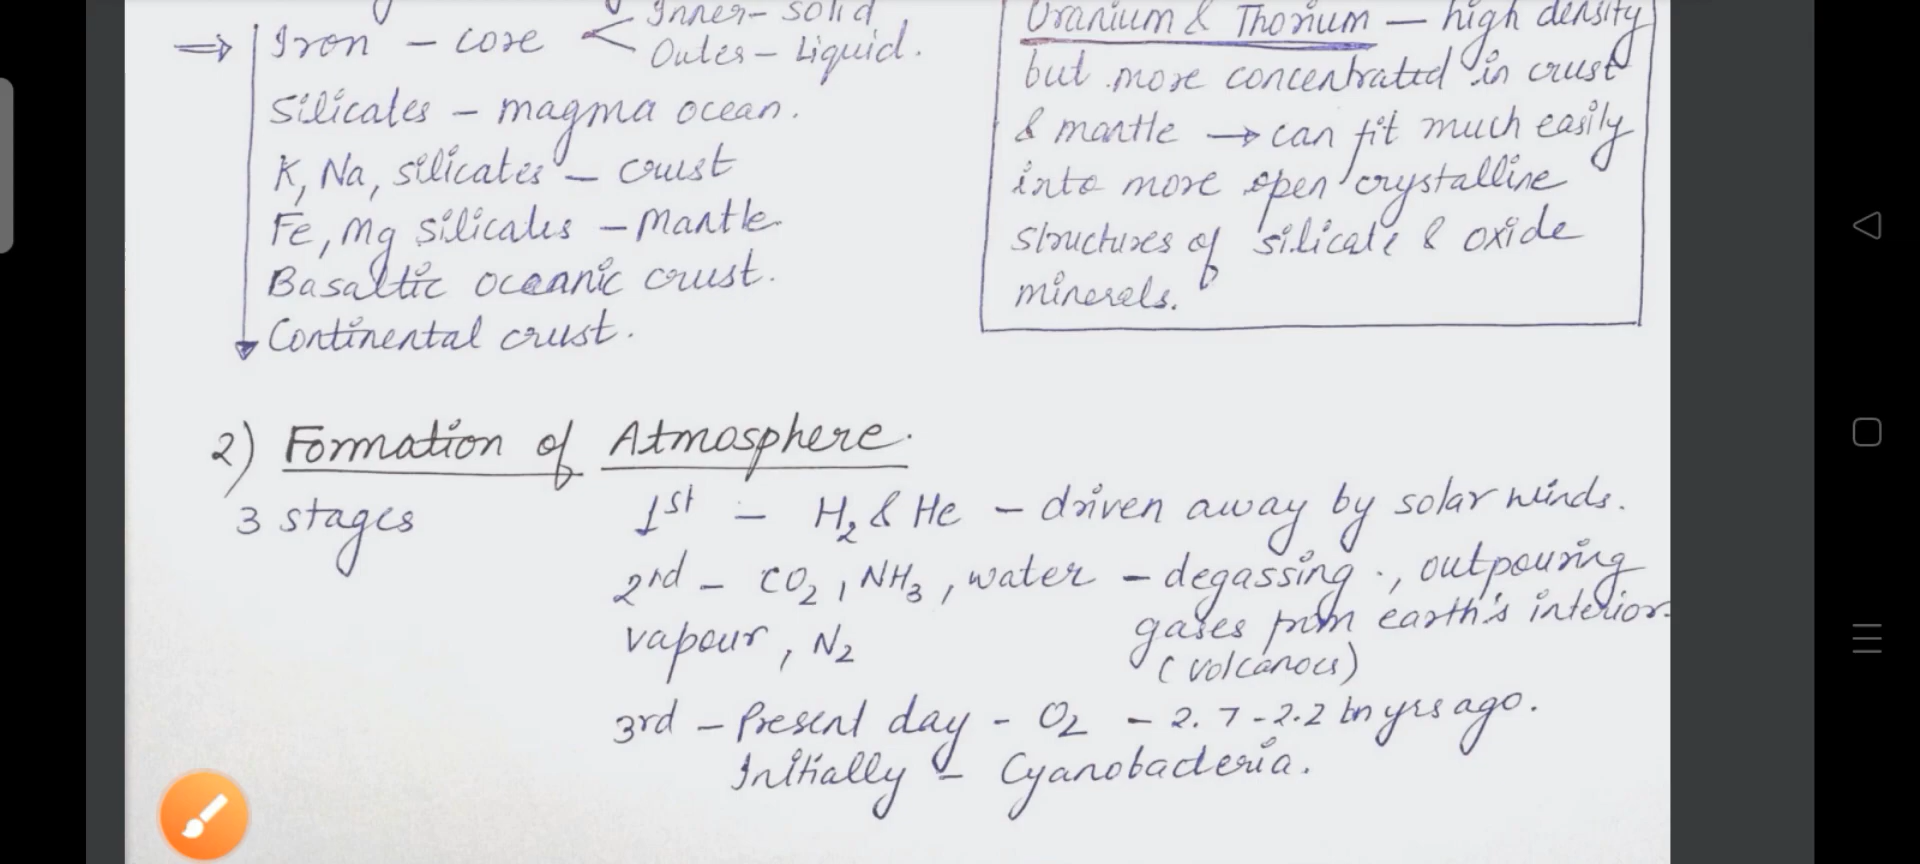 ⇒ Iron – core < Inner – solid
Outer – Liquid.
Silicates – magma ocean.
K, Na, silicates – crust
Fe, Mg silicates – Mantle.
Basaltic oceanic crust.
Continental crust.
Uranium & Thorium — high density
but more concentrated in crust
& mantle → can fit much easily
into more open crystalline
structures of silicate & oxide
minerals.
2) Formation of Atmosphere.
3 stages 1st – H2 & He – driven away by solar winds.
2nd – CO2, NH3, water – degassing., outpouring
vapour, N2 gases from earth's interior.
(volcanoes)
3rd – Present day – O2 – 2.7-2.2 bn yrs ago.
Initially – Cyanobacteria.